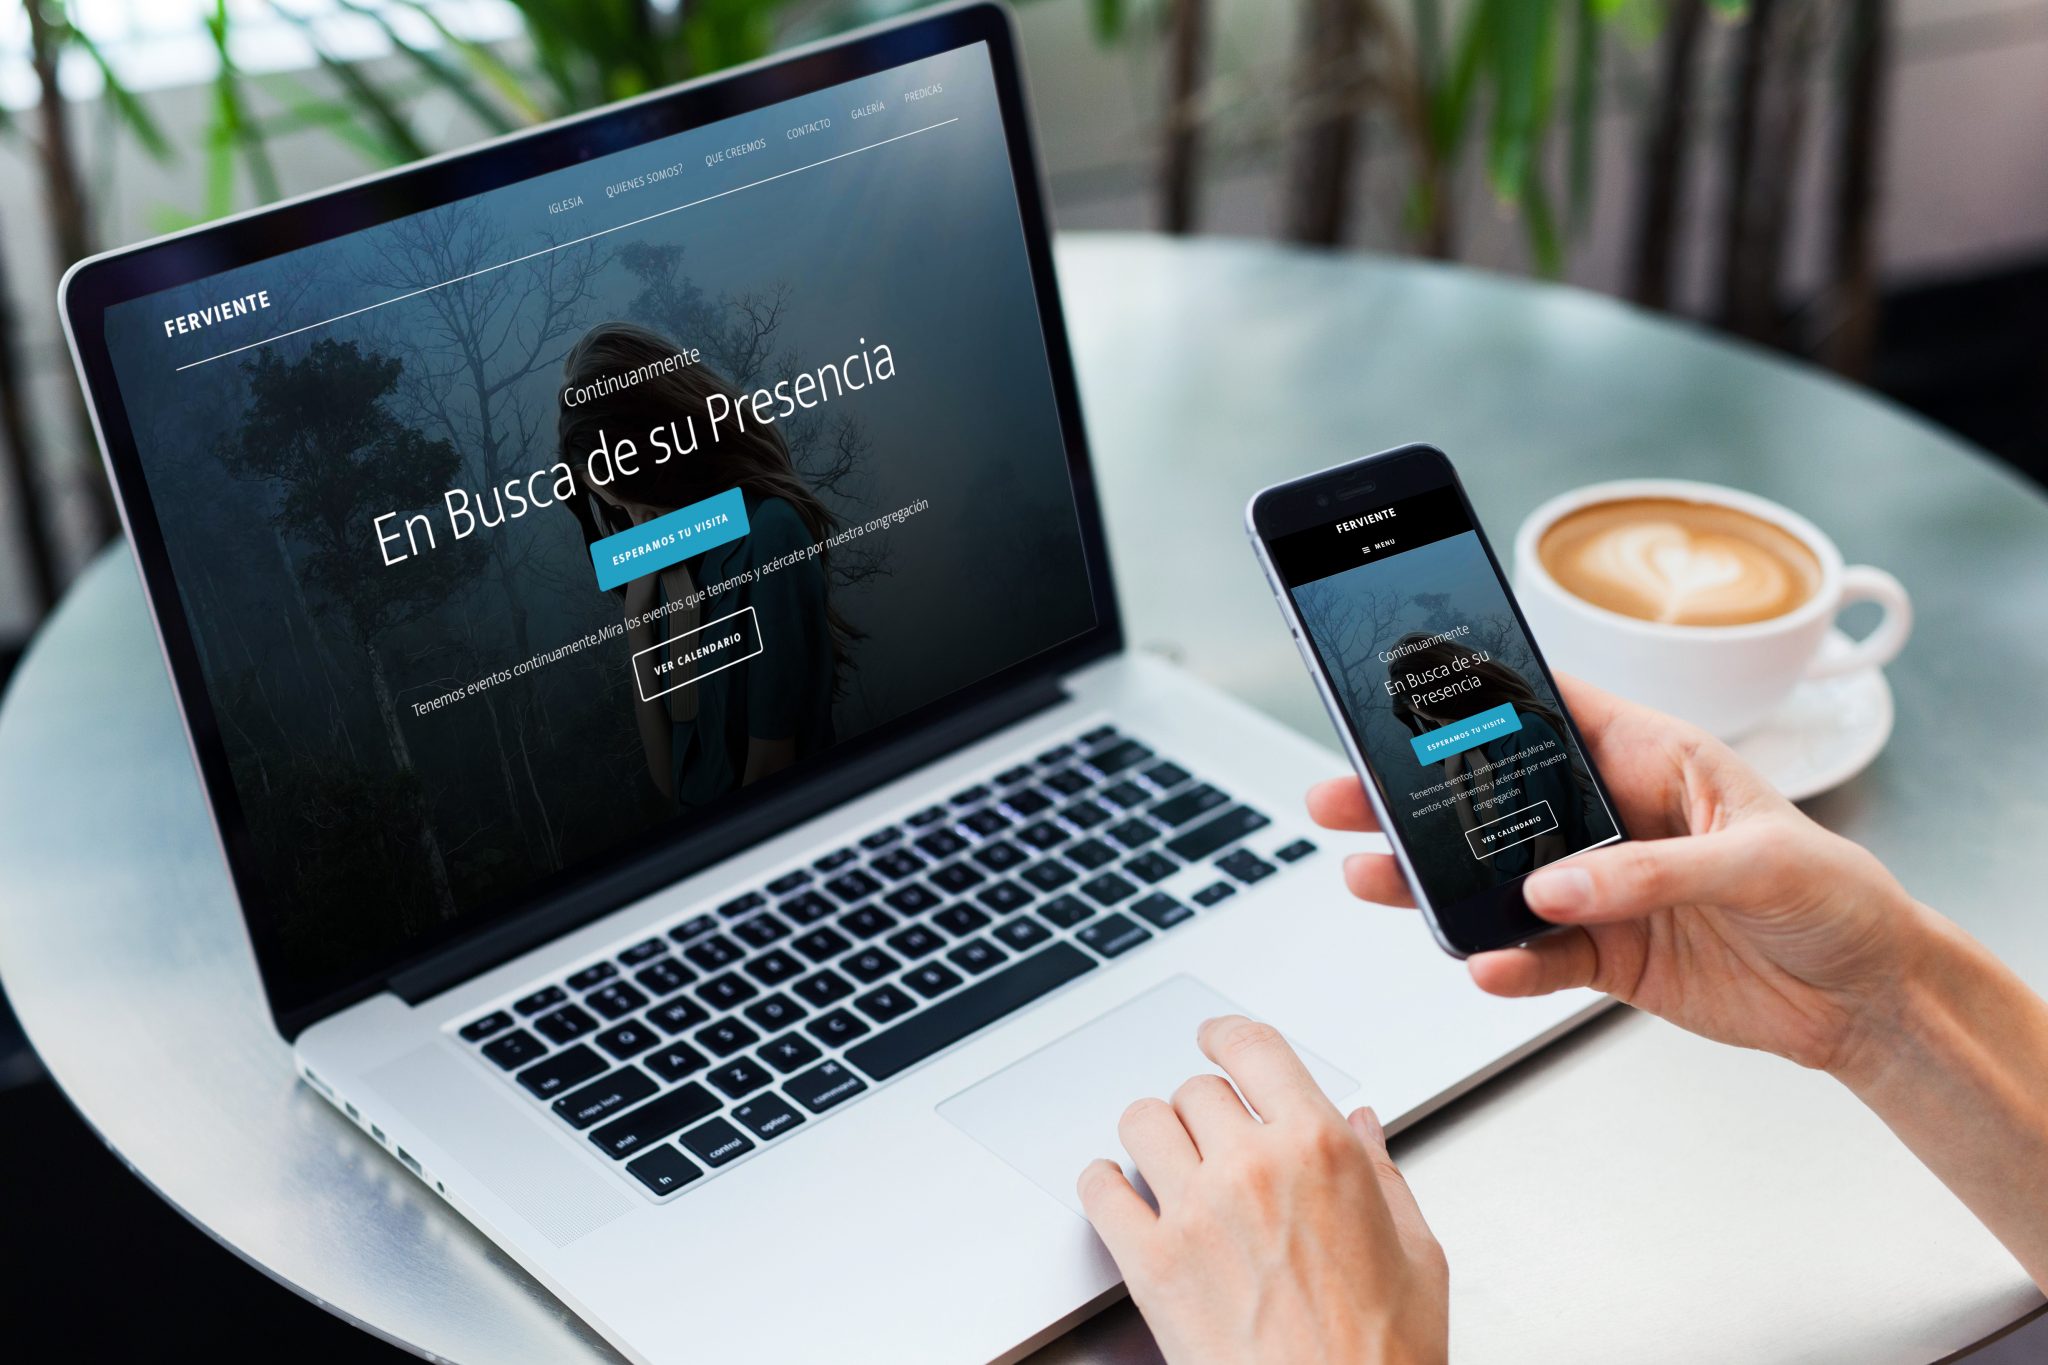 IGLESIA QUIENES SOMOS? QUE CREEMOS CONTACTO GALERÍA PREDICAS
FERVIENTE
Continuanmente
En Busca de su Presencia
ESPERAMOS TU VISITA
Tenemos eventos continuamente,Mira los eventos que tenemos y acércate por nuestra congregación
VER CALENDARIO
FERVIENTE
MENU
Continuanmente
En Busca de su
Presencia
ESPERAMOS TU VISITA
Tenemos eventos continuamente,Mira los
eventos que tenemos y acércate por nuestra
congregación
VER CALENDARIO
tab Q W E R T Y
caps lock A S D F
shift Z X C V B N M
fn control option command
⌘